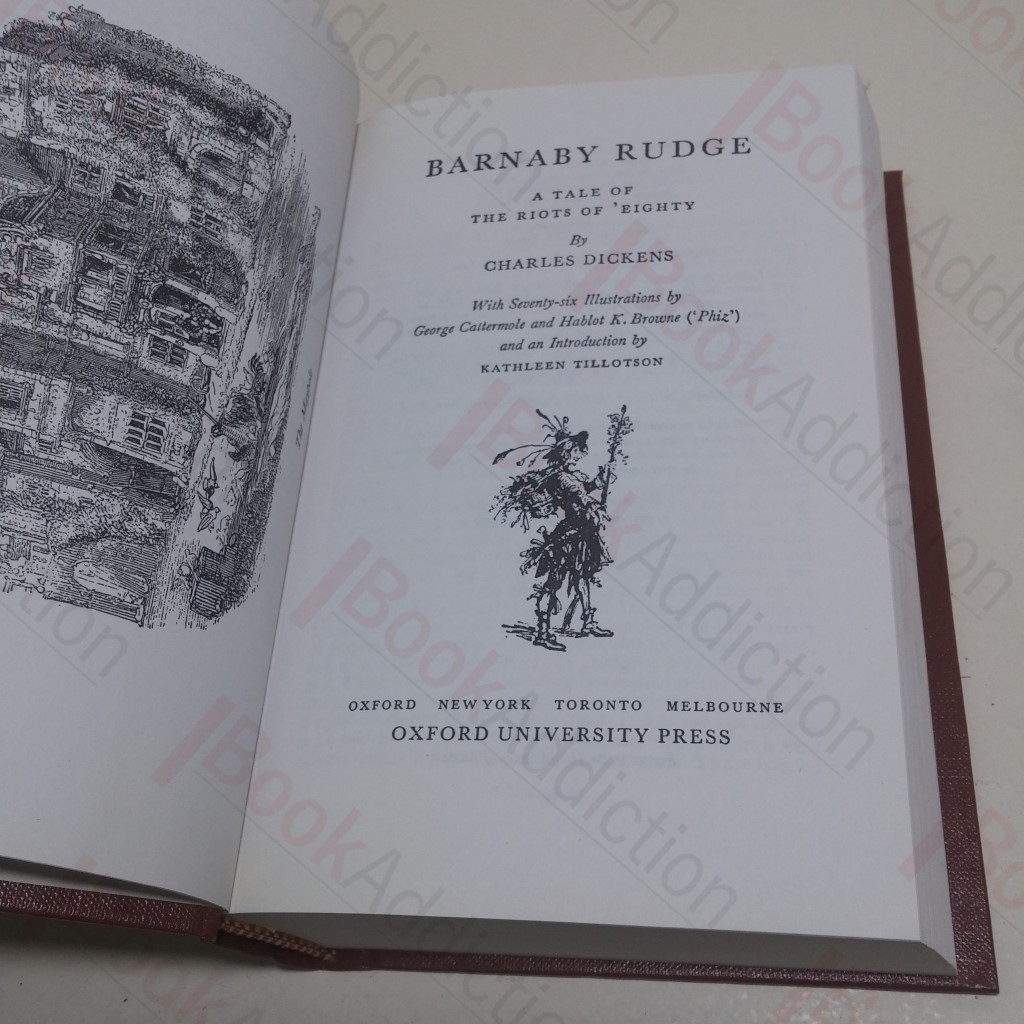 BARNABY RUDGE
A TALE OF
THE RIOTS OF 'EIGHTY
By
CHARLES DICKENS
With Seventy-six Illustrations by
George Cattermole and Hablot K. Browne ('Phiz')
and an Introduction by
KATHLEEN TILLOTSON
OXFORD NEW YORK TORONTO MELBOURNE
OXFORD UNIVERSITY PRESS
BookAddiction